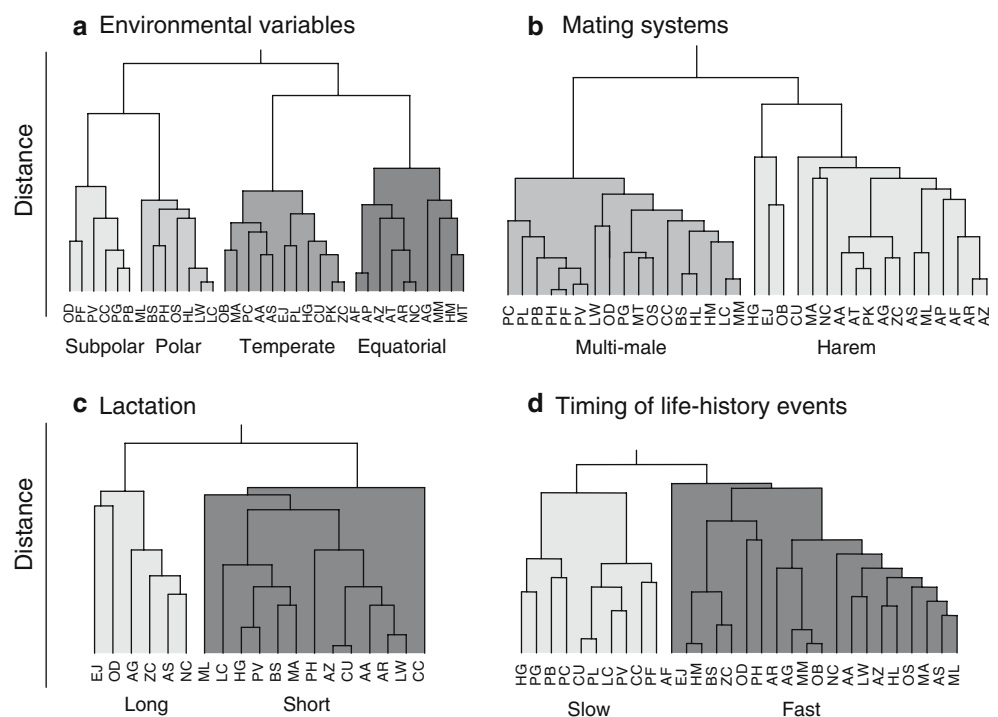 a Environmental variables
Distance
OD PF PV CC PG PB ML BS PH OS HL LW LC OB MA PC AA AS EJ PL HG CU PK ZC AF AP AZ AT AR NC AG MM HM MT
Subpolar Polar Temperate Equatorial
b Mating systems
PC PL PB PH PF PV LW OD PG MT OS CC BS HL HM LC MM HG EJ OB CU MA NC AA AT PK AG ZC AS ML AP AF AR AZ
Multi-male Harem
c Lactation
Distance
EJ OD AG ZC AS NC ML LC HG PV BS MA PH AZ CU AA AR LW CC
Long Short
d Timing of life-history events
HG PG PB PC CU PL LC PV CC PF AF EJ HM BS ZC OD PH AR AG MM OB NC AA LW AZ HL OS MA AS ML
Slow Fast